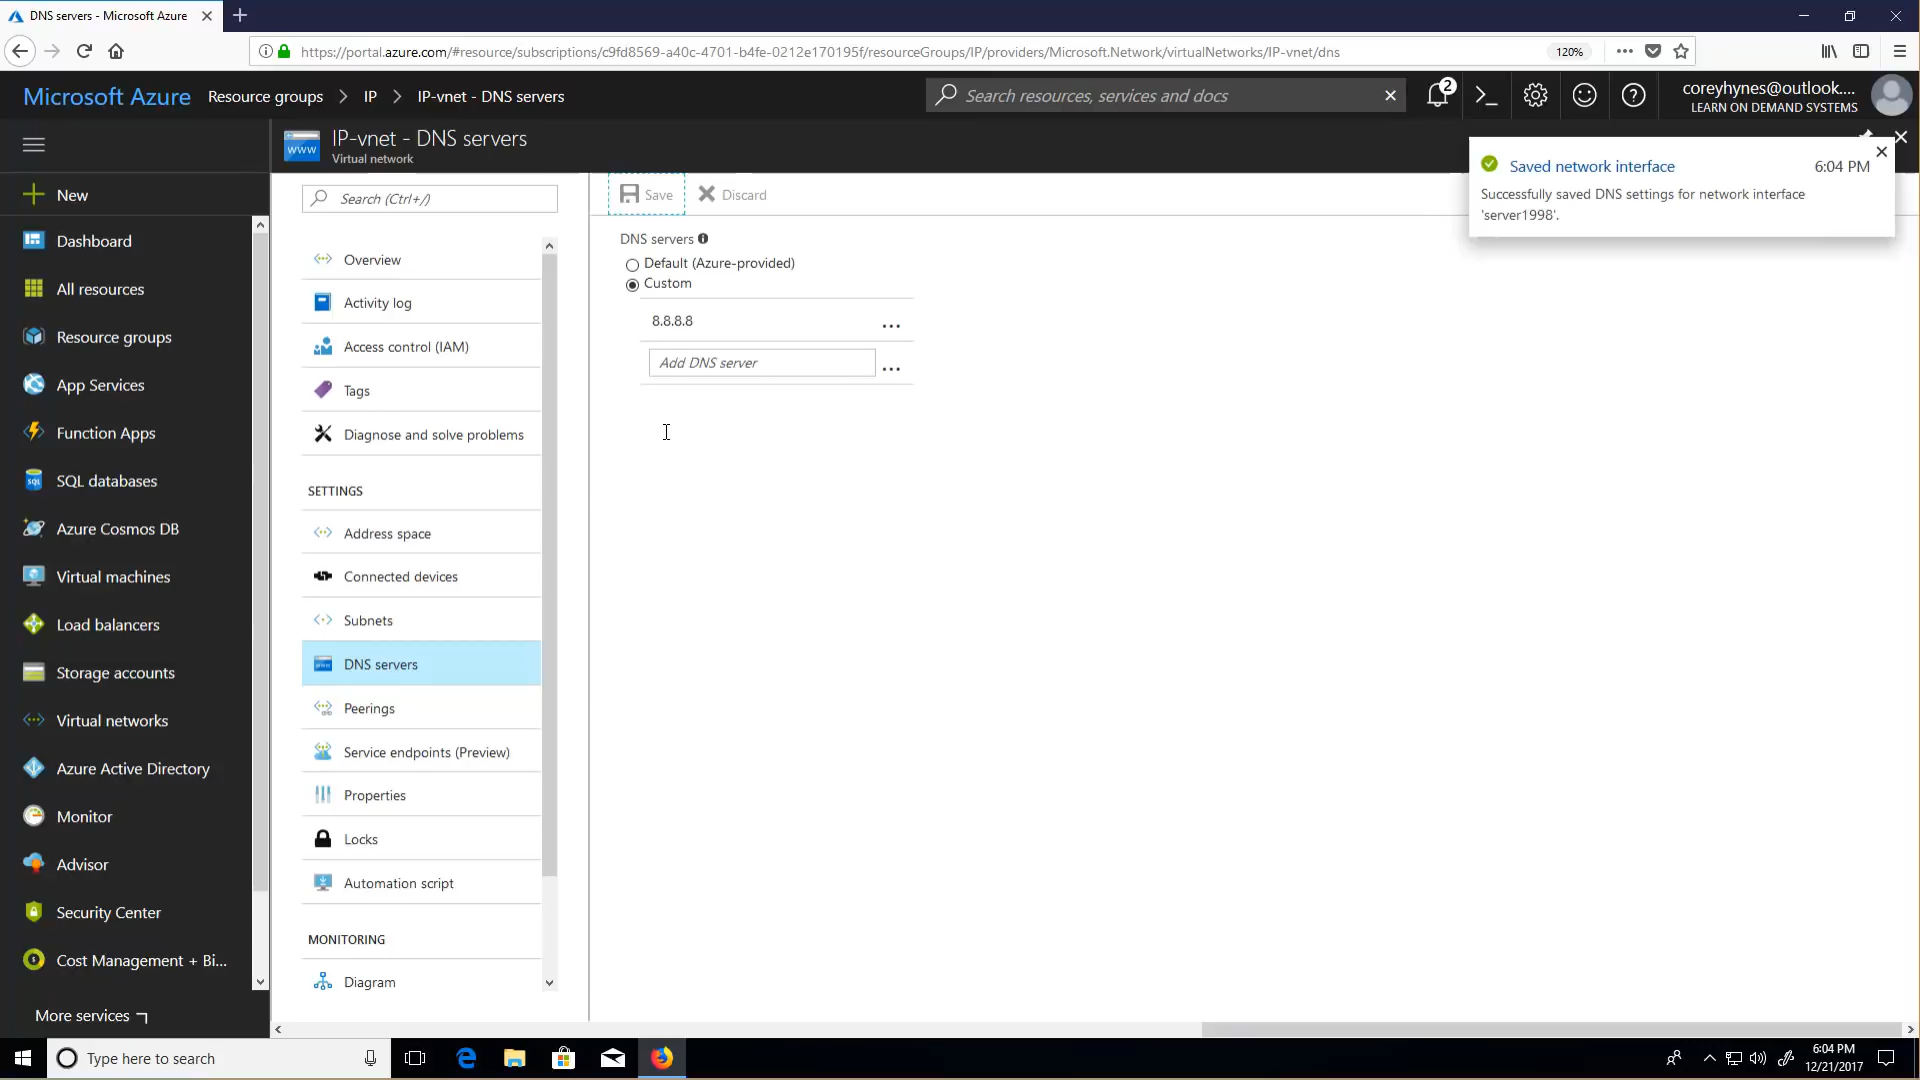 DNS servers - Microsoft Azure
https://portal.azure.com/#resource/subscriptions/c9fd8569-a40c-4701-b4fe-0212e170195f/resourceGroups/IP/providers/Microsoft.Network/virtualNetworks/IP-vnet/dns
120%
Microsoft Azure
Resource groups > IP > IP-vnet - DNS servers
Search resources, services and docs
2
coreyhynes@outlook....
LEARN ON DEMAND SYSTEMS
IP-vnet - DNS servers
Virtual network
Saved network interface 6:04 PM
Successfully saved DNS settings for network interface
'server1998'.
New
Dashboard
All resources
Resource groups
App Services
Function Apps
SQL databases
Azure Cosmos DB
Virtual machines
Load balancers
Storage accounts
Virtual networks
Azure Active Directory
Monitor
Advisor
Security Center
Cost Management + Bi...
More services
Search (Ctrl+/)
Overview
Activity log
Access control (IAM)
Tags
Diagnose and solve problems
SETTINGS
Address space
Connected devices
Subnets
DNS servers
Peerings
Service endpoints (Preview)
Properties
Locks
Automation script
MONITORING
Diagram
Save Discard
DNS servers
Default (Azure-provided)
Custom
8.8.8.8 ...
Add DNS server ...
Type here to search
6:04 PM
12/21/2017